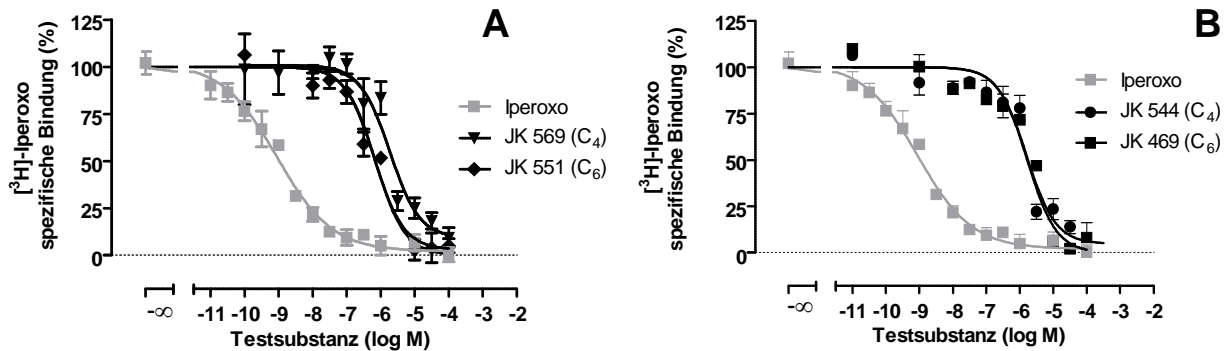 A
[³H]-Iperoxo
spezifische Bindung (%)
125
100
75
50
25
0
Iperoxo
JK 569 (C₄)
JK 551 (C₆)
-∞ -11 -10 -9 -8 -7 -6 -5 -4 -3 -2
Testsubstanz (log M)
B
[³H]-Iperoxo
spezifische Bindung (%)
125
100
75
50
25
0
Iperoxo
JK 544 (C₄)
JK 469 (C₆)
-∞ -11 -10 -9 -8 -7 -6 -5 -4 -3 -2
Testsubstanz (log M)